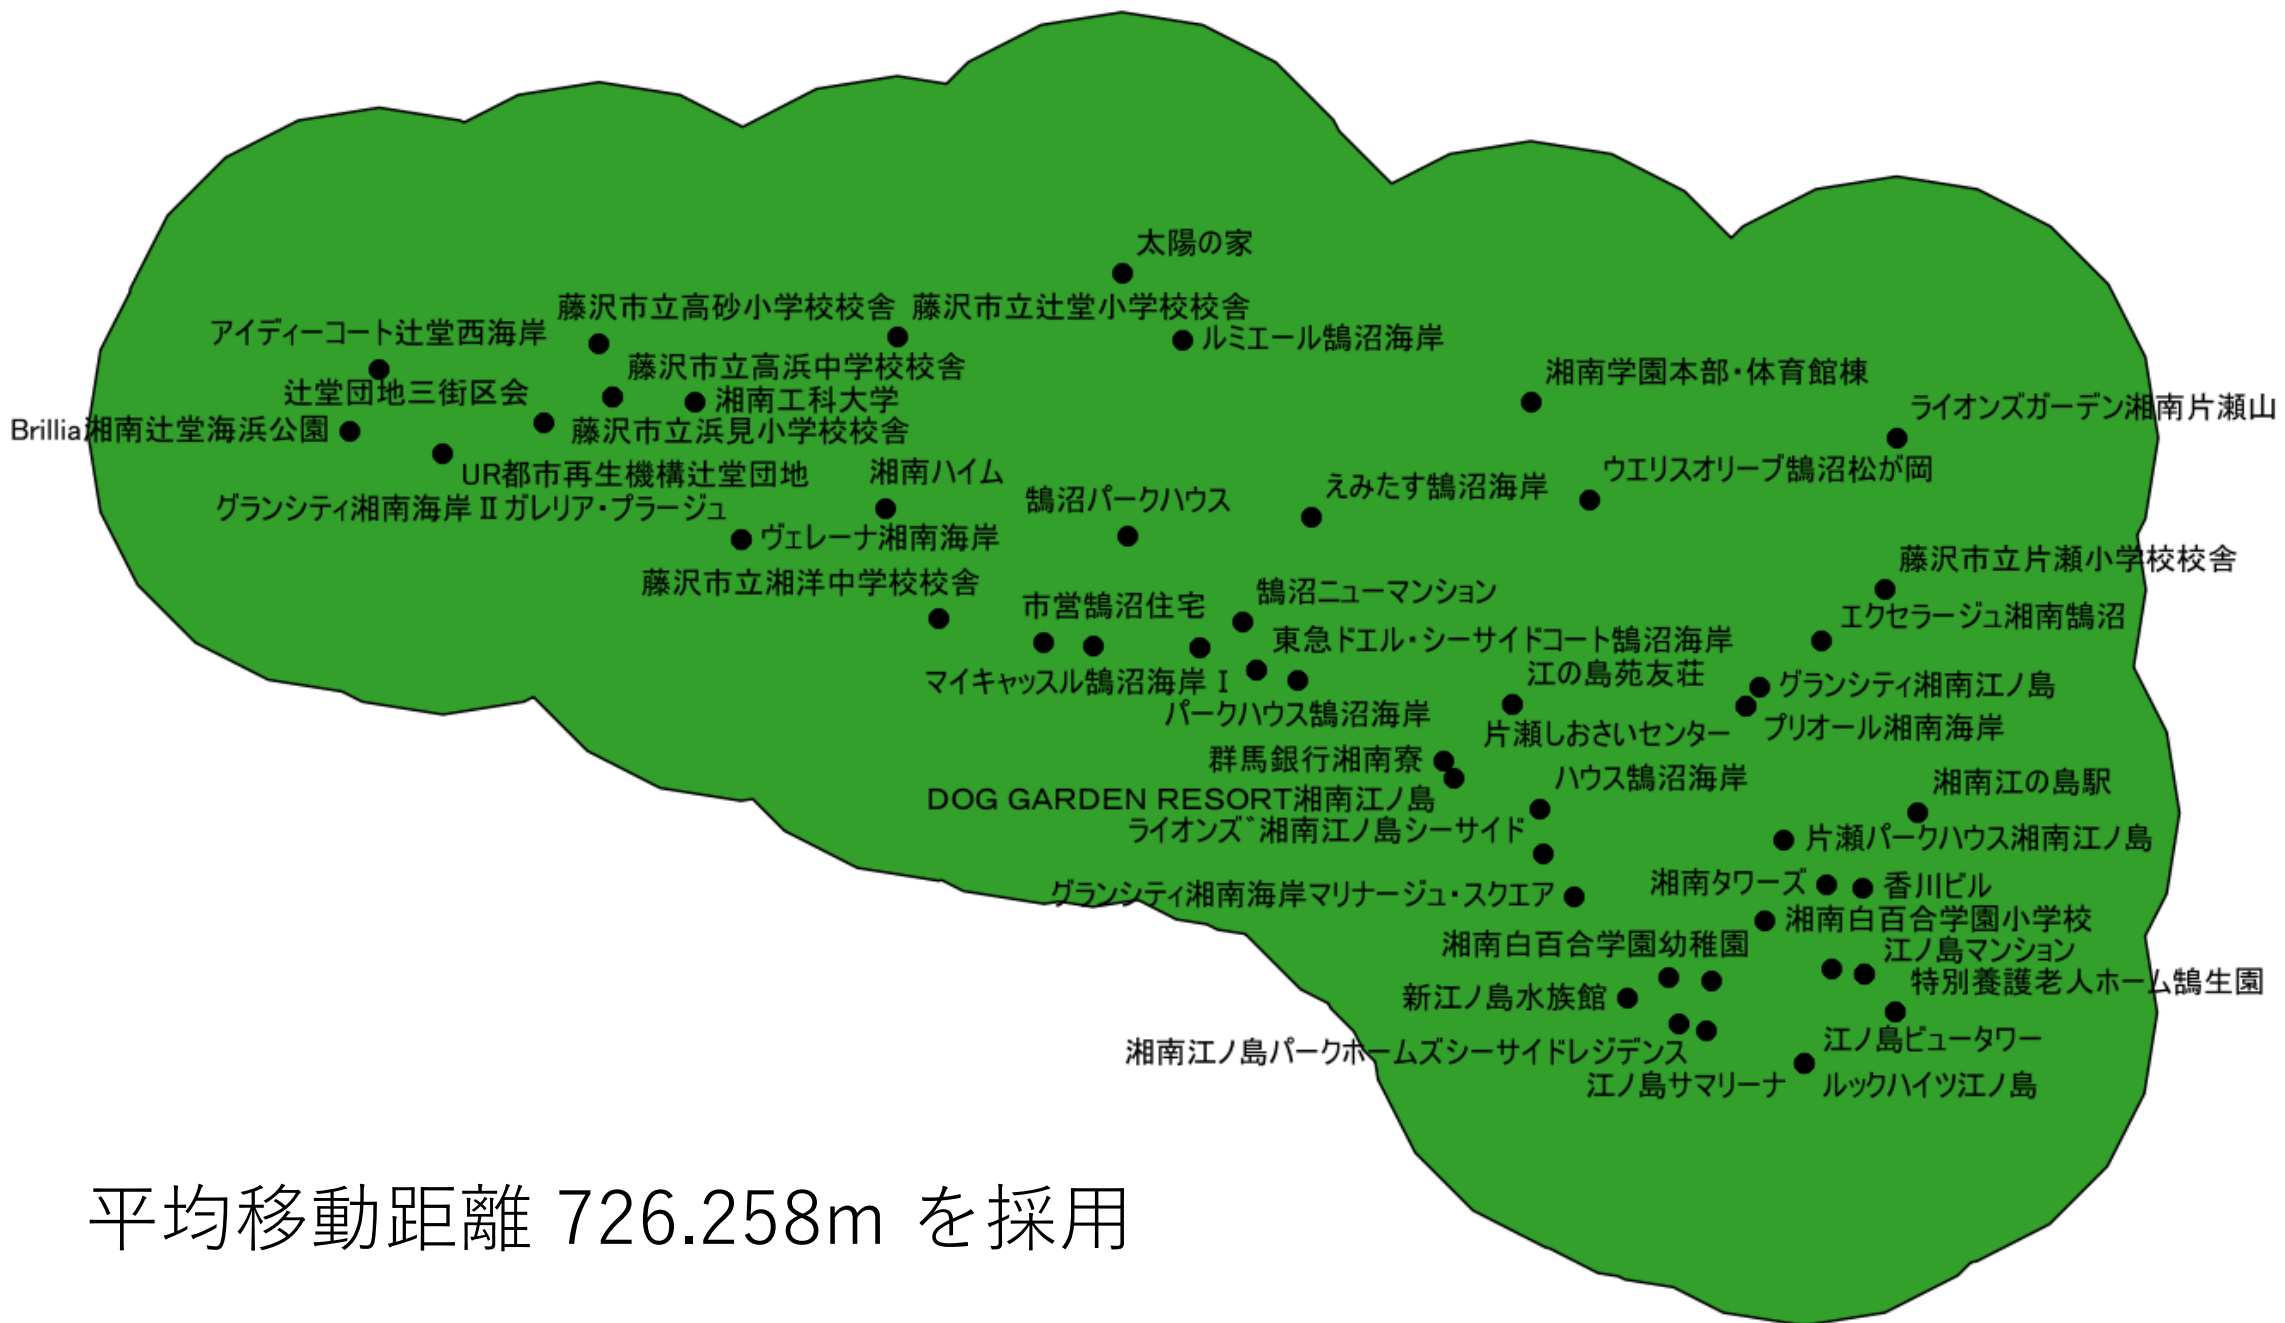 太陽の家
藤沢市立高砂小学校校舎
藤沢市立辻堂小学校校舎
アイディーコート辻堂西海岸
ルミエール鵠沼海岸
藤沢市立高浜中学校校舎
湘南学園本部・体育館棟
辻堂団地三街区会
湘南工科大学
ライオンズガーデン湘南片瀬山
Brillia湘南辻堂海浜公園
藤沢市立浜見小学校校舎
UR都市再生機構辻堂団地
湘南ハイム
ウエリスオリーブ鵠沼松が岡
えみたす鵠沼海岸
鵠沼パークハウス
グランシティ湘南海岸Ⅱガレリア・プラージュ
ヴェレーナ湘南海岸
藤沢市立片瀬小学校校舎
藤沢市立湘洋中学校校舎
鵠沼ニューマンション
市営鵠沼住宅
エクセラージュ湘南鵠沼
東急ドエル・シーサイドコート鵠沼海岸
江の島苑友荘
マイキャッスル鵠沼海岸Ⅰ
グランシティ湘南江ノ島
パークハウス鵠沼海岸
プリオール湘南海岸
片瀬しおさいセンター
群馬銀行湘南寮
ハウス鵠沼海岸
湘南江の島駅
DOG GARDEN RESORT湘南江ノ島
ライオンズ゛湘南江ノ島シーサイド
片瀬パークハウス湘南江ノ島
湘南タワーズ
香川ビル
グランシティ湘南海岸マリナージュ・スクエア
湘南白百合学園小学校
湘南白百合学園幼稚園
江ノ島マンション
特別養護老人ホーム鵠生園
新江ノ島水族館
江ノ島ビュータワー
湘南江ノ島パークホームズシーサイドレジデンス
江ノ島サマリーナ
ルックハイツ江ノ島
平均移動距離 726.258m を採用